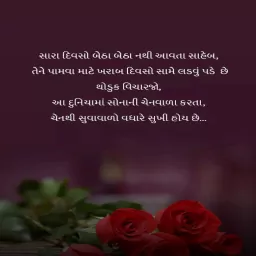 સારા દિવસો બેઠા બેઠા નથી આવતા સાહેબ,
તેને પામવા માટે ખરાબ દિવસો સામે લડવું પડે છે
થોડુક વિચારજો.
આ દુનિયામાં સોનાની ચેનવાળા કરતા,
ચેનથી સુવાવાળો વધારે સુખી હોય છે...